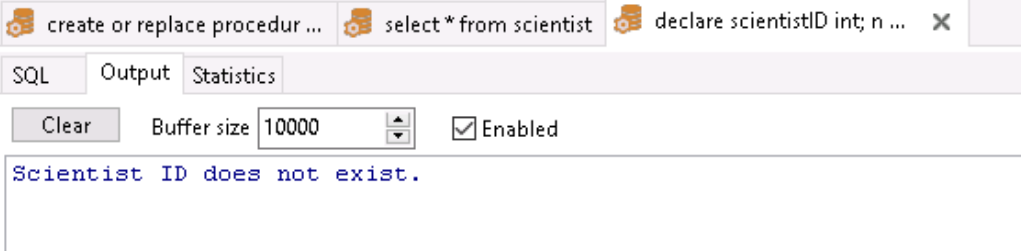 create or replace procedur ... select * from scientist declare scientistID int; n ...
SQL Output Statistics
Clear Buffer size 10000 Enabled
Scientist ID does not exist.